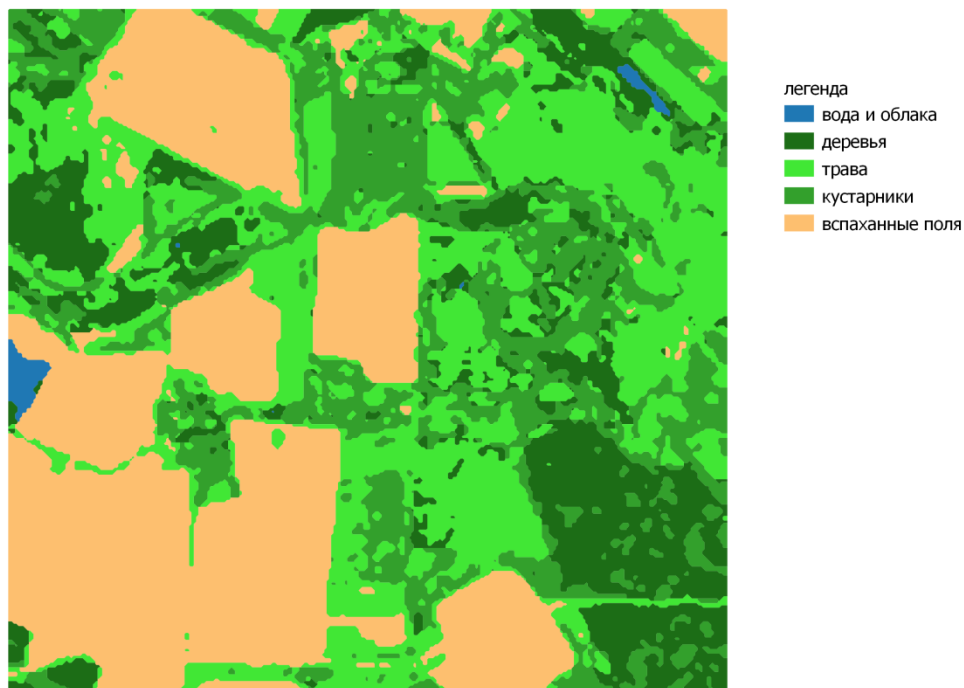 легенда
вода и облака
деревья
трава
кустарники
вспаханные поля